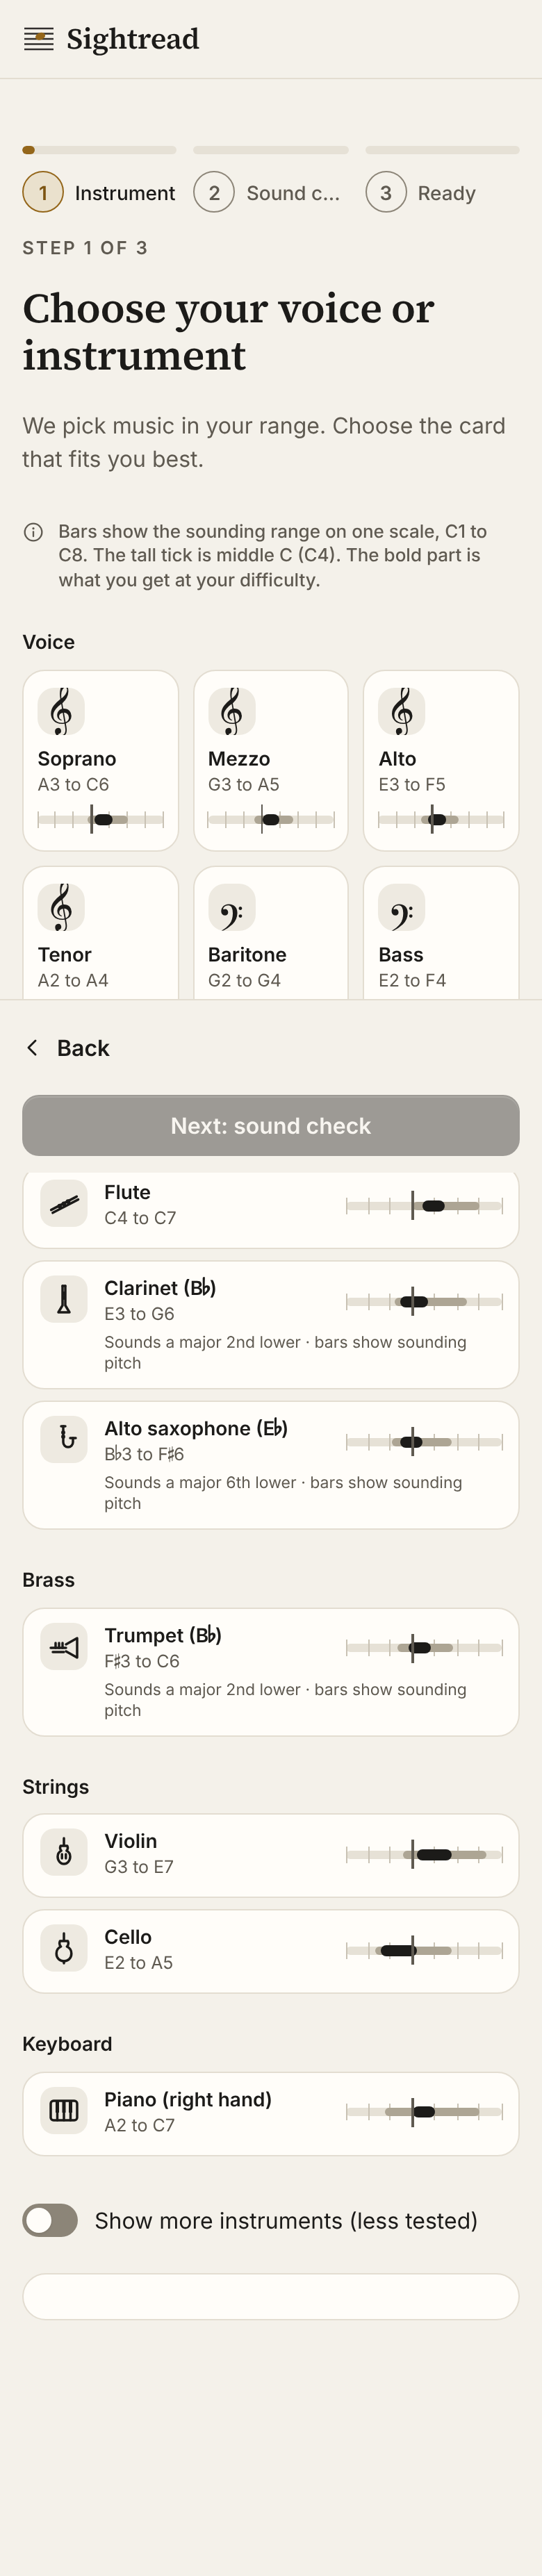 Sightread
1 Instrument
2 Sound c...
3 Ready
STEP 1 OF 3
Choose your voice or
instrument
We pick music in your range. Choose the card
that fits you best.
Bars show the sounding range on one scale, C1 to
C8. The tall tick is middle C (C4). The bold part is
what you get at your difficulty.
Voice
Soprano
A3 to C6
Mezzo
G3 to A5
Alto
E3 to F5
Tenor
A2 to A4
Baritone
G2 to G4
Bass
E2 to F4
Back
Next: sound check
Flute
C4 to C7
Clarinet (B♭)
E3 to G6
Sounds a major 2nd lower · bars show sounding
pitch
Alto saxophone (E♭)
B♭3 to F♯6
Sounds a major 6th lower · bars show sounding
pitch
Brass
Trumpet (B♭)
F♯3 to C6
Sounds a major 2nd lower · bars show sounding
pitch
Strings
Violin
G3 to E7
Cello
E2 to A5
Keyboard
Piano (right hand)
A2 to C7
Show more instruments (less tested)